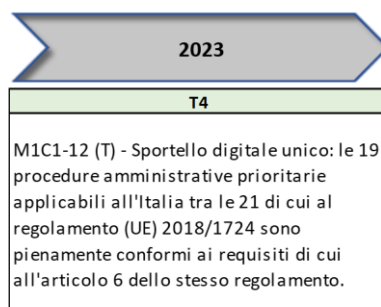 2023
T4
M1C1-12 (T) - Sportello digitale unico: le 19
procedure amministrative prioritarie
applicabili all'Italia tra le 21 di cui al
regolamento (UE) 2018/1724 sono
pienamente conformi ai requisiti di cui
all'articolo 6 dello stesso regolamento.